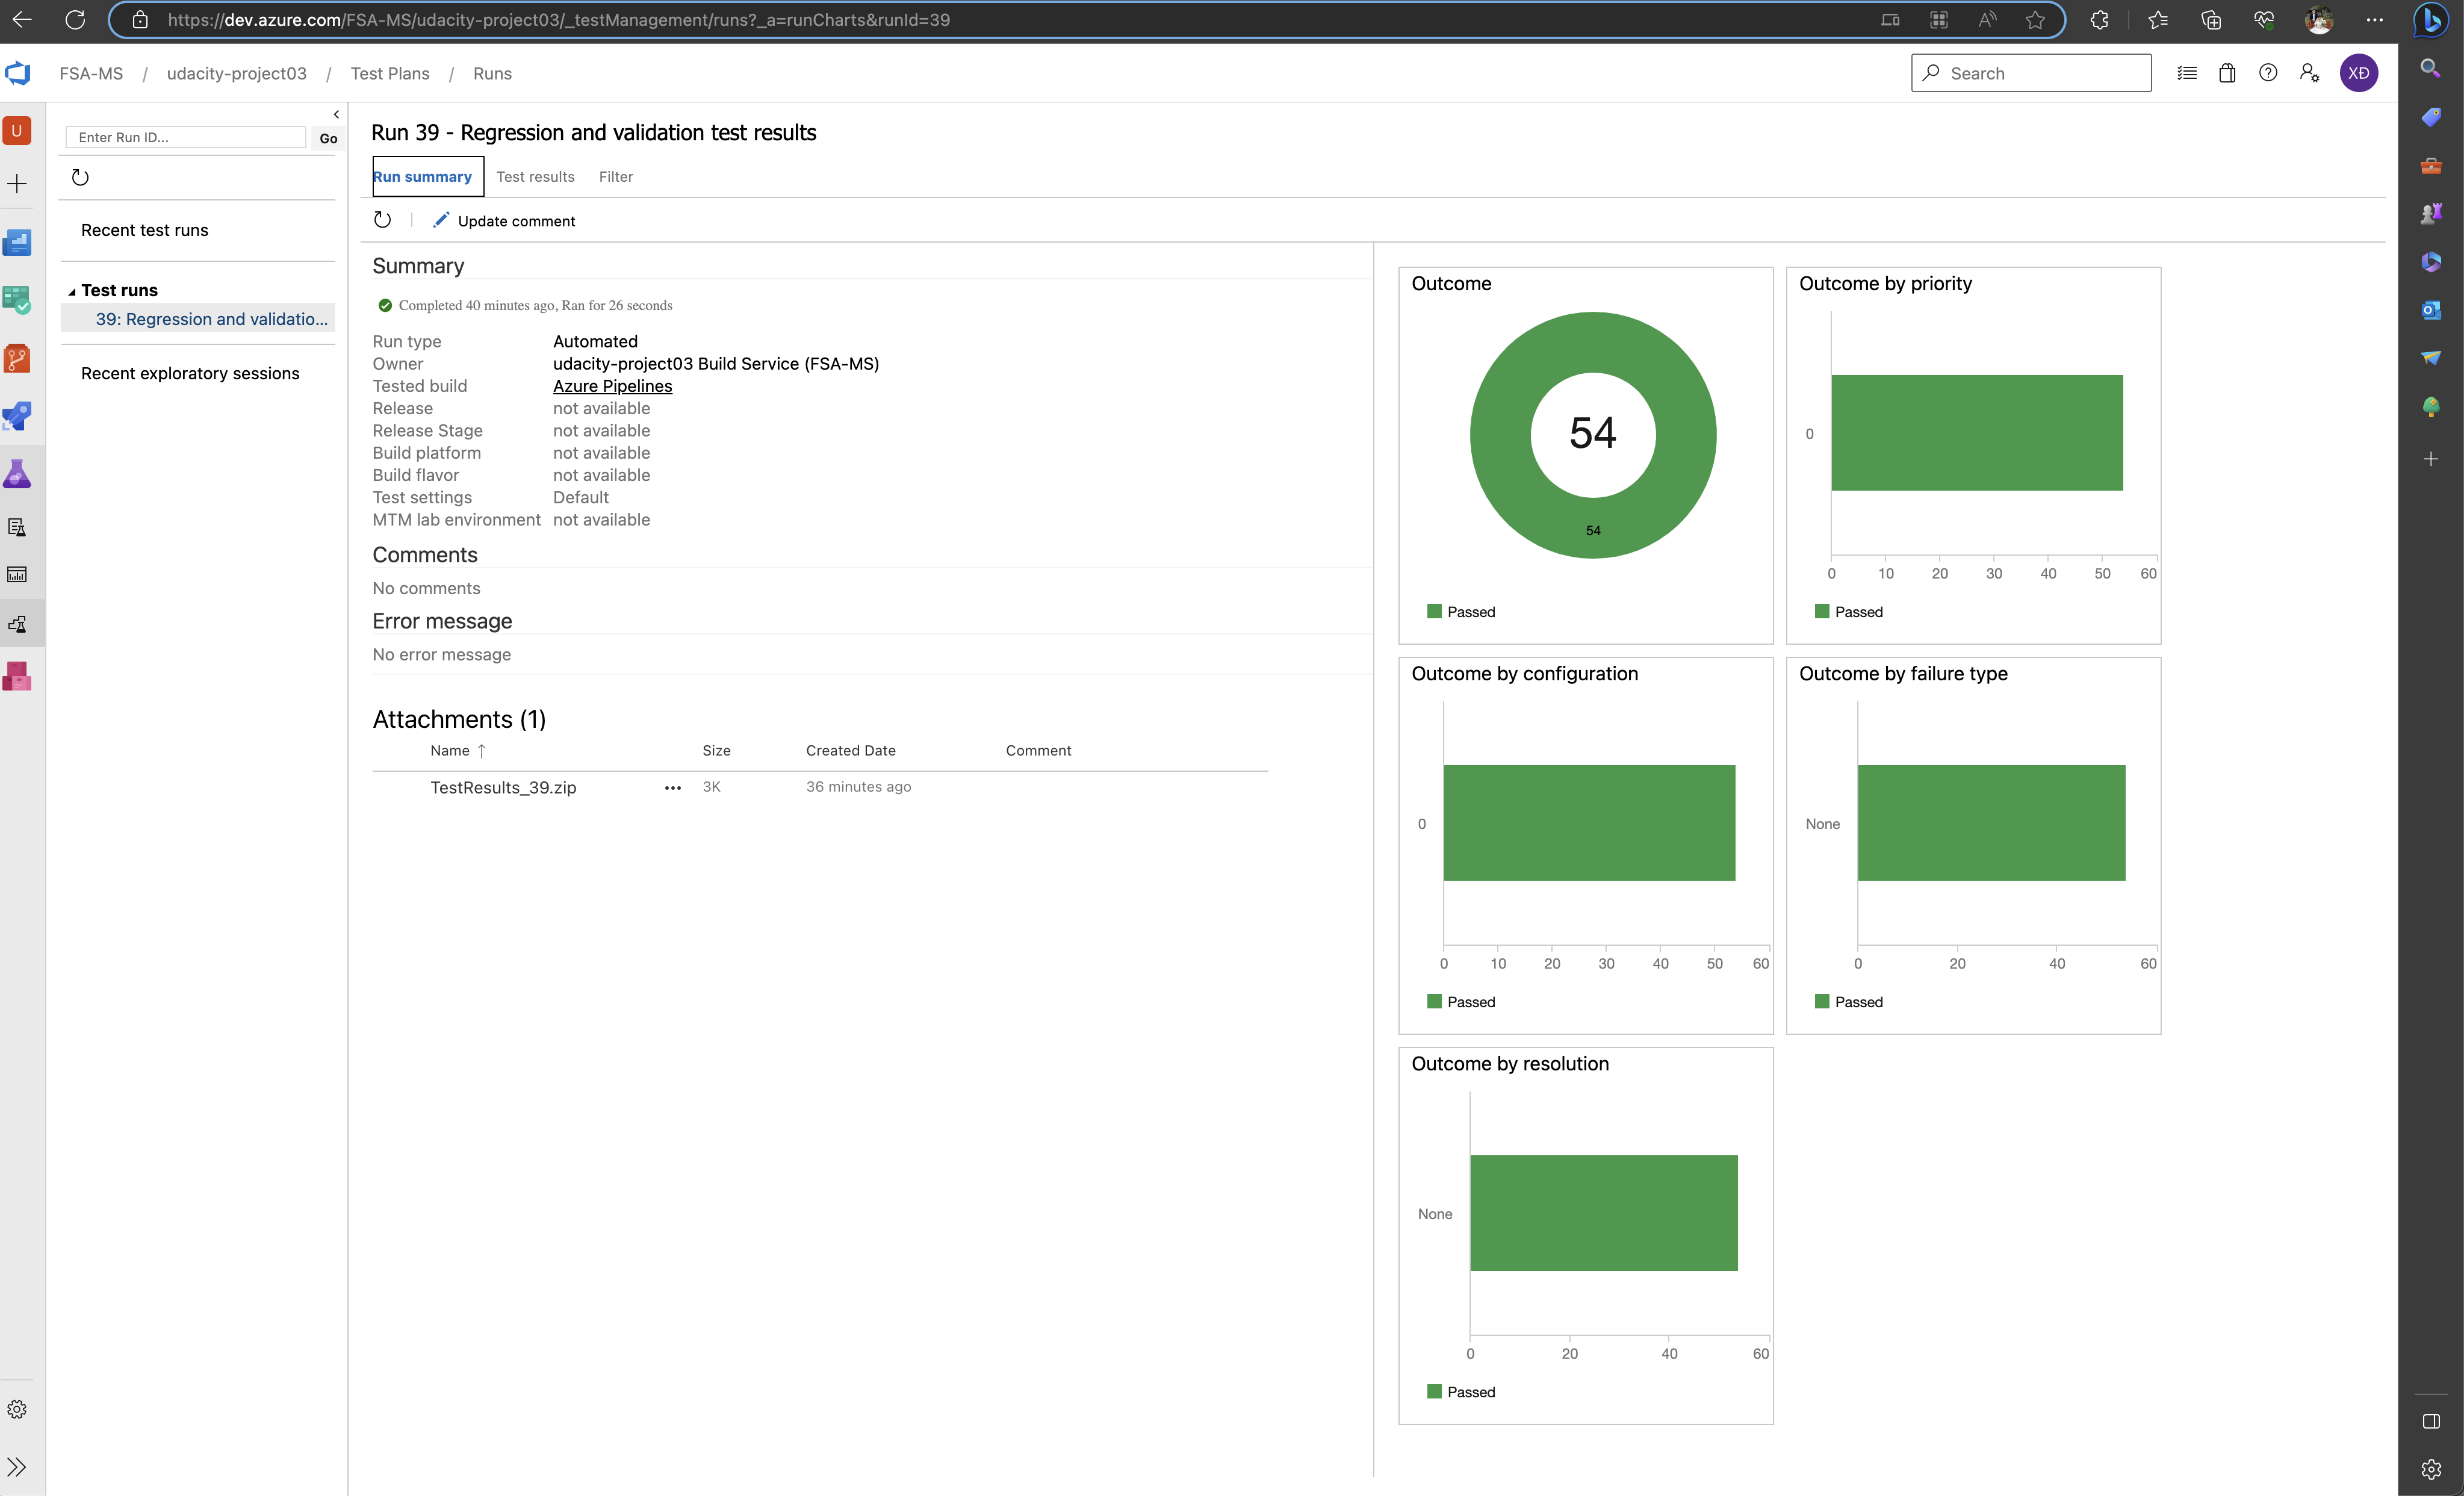 https://dev.azure.com/FSA-MS/udacity-project03/_testManagement/runs?_a=runCharts&runId=39
FSA-MS / udacity-project03 / Test Plans / Runs
Search
XĐ
U
Enter Run ID...
Go
Recent test runs
Test runs
39: Regression and validatio...
Recent exploratory sessions
Run 39 - Regression and validation test results
Run summary
Test results
Filter
Update comment
Summary
Completed 40 minutes ago, Ran for 26 seconds
Run type Automated
Owner udacity-project03 Build Service (FSA-MS)
Tested build Azure Pipelines
Release not available
Release Stage not available
Build platform not available
Build flavor not available
Test settings Default
MTM lab environment not available
Comments
No comments
Error message
No error message
Attachments (1)
Name ↑ Size Created Date Comment
TestResults_39.zip ... 3K 36 minutes ago
Outcome
54
54
Passed
Outcome by priority
0
0 10 20 30 40 50 60
Passed
Outcome by configuration
0
0 10 20 30 40 50 60
Passed
Outcome by failure type
None
0 20 40 60
Passed
Outcome by resolution
None
0 20 40 60
Passed